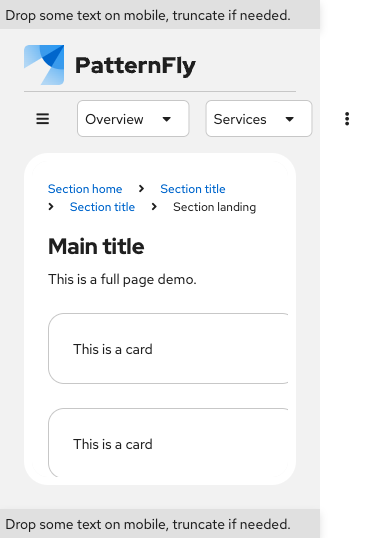 Drop some text on mobile, truncate if needed.
PatternFly
Overview Services
Section home Section title
Section title Section landing
Main title
This is a full page demo.
This is a card
This is a card
Drop some text on mobile, truncate if needed.